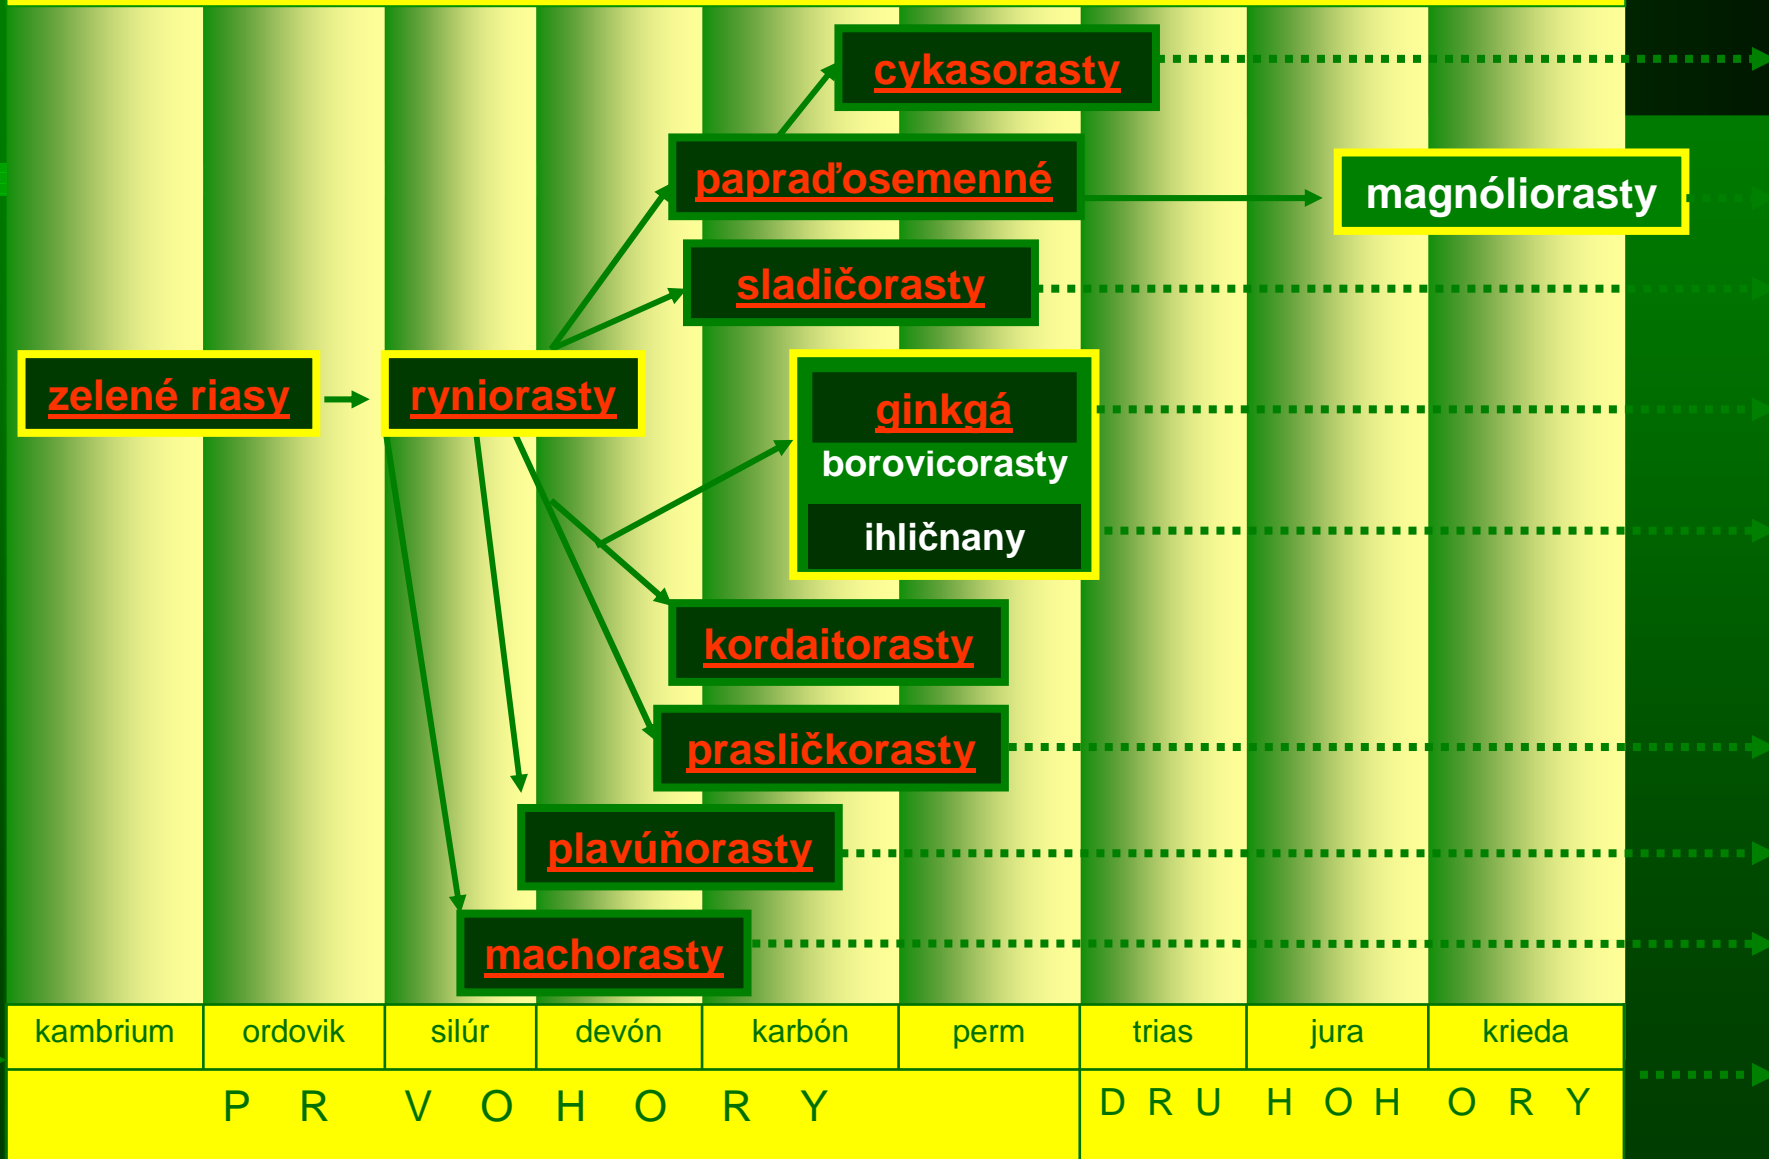 cykasorasty
papraďosemenné
magnóliorasty
sladičorasty
zelené riasy
ryniorasty
ginkgá
borovicorasty
ihličnany
kordaitorasty
prasličkorasty
plavúňorasty
machorasty
kambrium ordovik silúr devón karbón perm trias jura krieda
P R V O H O R Y D R U H O H O R Y